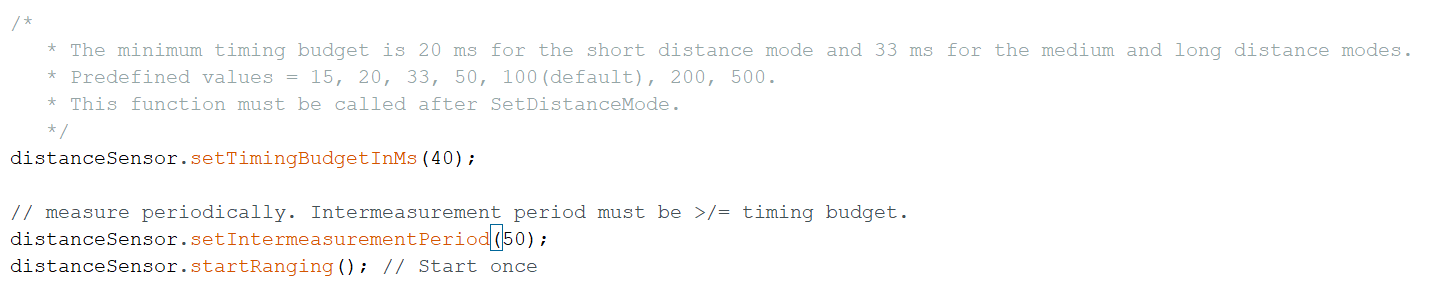 /*
* The minimum timing budget is 20 ms for the short distance mode and 33 ms for the medium and long distance modes.
* Predefined values = 15, 20, 33, 50, 100(default), 200, 500.
* This function must be called after SetDistanceMode.
*/
distanceSensor.setTimingBudgetInMs(40);
// measure periodically. Intermeasurement period must be >/= timing budget.
distanceSensor.setIntermeasurementPeriod(50);
distanceSensor.startRanging(); // Start once